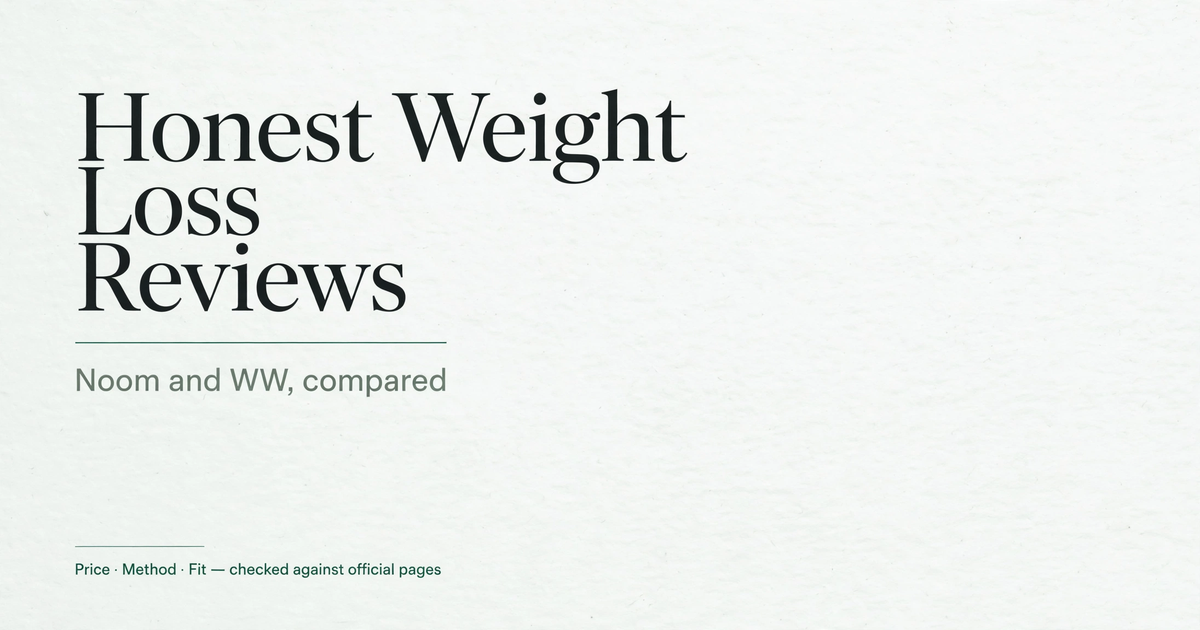 Honest Weight
Loss
Reviews
Noom and WW, compared
Price · Method · Fit — checked against official pages